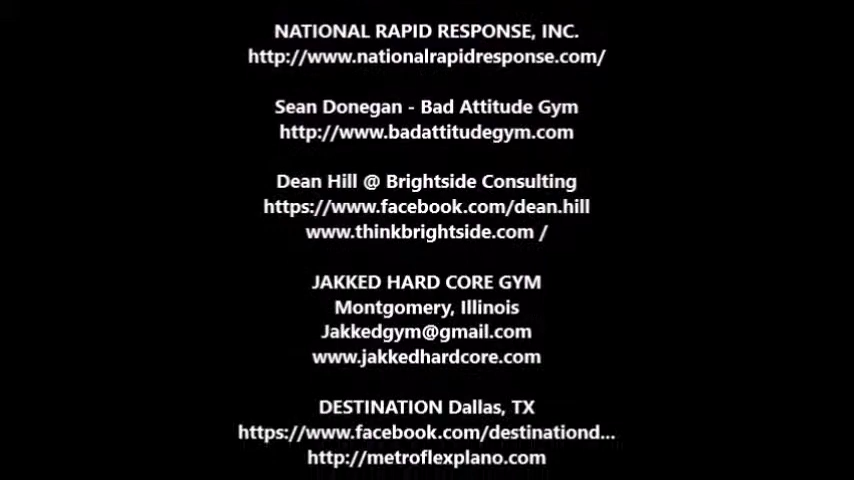 NATIONAL RAPID RESPONSE, INC.
http://www.nationalrapidresponse.com/
Sean Donegan - Bad Attitude Gym
http://www.badattitudegym.com
Dean Hill @ Brightside Consulting
https://www.facebook.com/dean.hill
www.thinkbrightside.com /
JAKKED HARD CORE GYM
Montgomery, Illinois
Jakkedgym@gmail.com
www.jakkedhardcore.com
DESTINATION Dallas, TX
https://www.facebook.com/destinationd...
http://metroflexplano.com